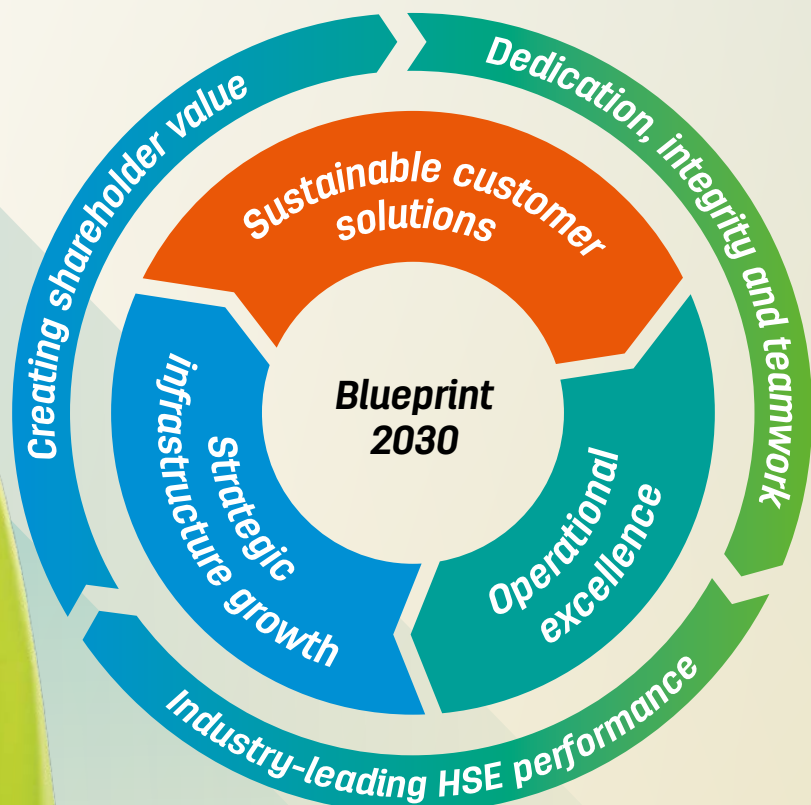 Creating shareholder value
Dedication, integrity and teamwork
Industry-leading HSE performance
Sustainable customer
solutions
Operational
excellence
Strategic
infrastructure growth
Blueprint
2030